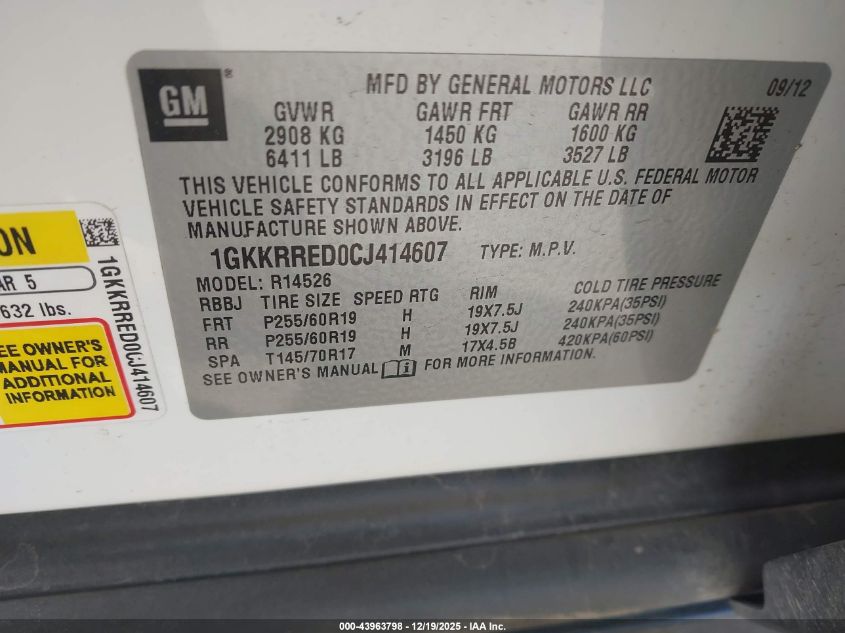 GM ®
MFD BY GENERAL MOTORS LLC 09/12
GVWR GAWR FRT GAWR RR
2908 KG 1450 KG 1600 KG
6411 LB 3196 LB 3527 LB
THIS VEHICLE CONFORMS TO ALL APPLICABLE U.S. FEDERAL MOTOR
VEHICLE SAFETY STANDARDS IN EFFECT ON THE DATE OF
MANUFACTURE SHOWN ABOVE.
1GKKRRED0CJ414607 TYPE: M.P.V.
MODEL: R14526
RBBJ TIRE SIZE SPEED RTG RIM COLD TIRE PRESSURE
FRT P255/60R19 H 19X7.5J 240KPA(35PSI)
RR P255/60R19 H 19X7.5J 240KPA(35PSI)
SPA T145/70R17 M 17X4.5B 420KPA(60PSI)
SEE OWNER'S MANUAL FOR MORE INFORMATION.
ON
AR 5
632 lbs.
EE OWNER'S
MANUAL FOR
ADDITIONAL
INFORMATION
1GKKRRED0CJ414607
000-43963798 - 12/19/2025 - IAA Inc.